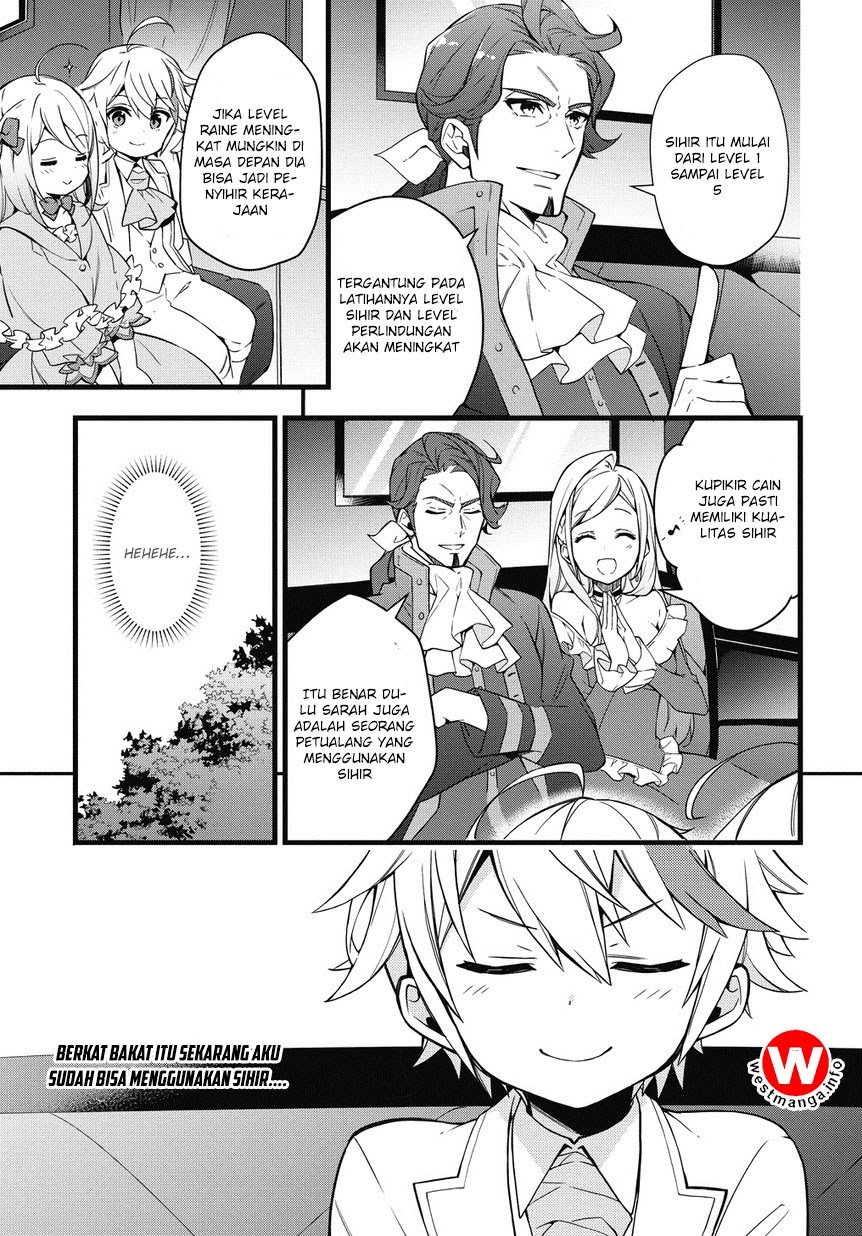 SIHIR ITU MULAI
DARI LEVEL 1
SAMPAI LEVEL
5
TERGANTUNG PADA
LATIHANNYA LEVEL
SIHIR DAN LEVEL
PERLINDUNGAN
AKAN MENINGKAT
JIKA LEVEL
RAINE MENING-
KAT MUNGKIN DI
MASA DEPAN DIA
BISA JADI PE-
NYIHIR KERA-
JAAN
KUPIKIR CAIN
JUGA PASTI
MEMILIKI KUA-
LITAS SIHIR
ITU BENAR DU-
LU SARAH JUGA
ADALAH SEORANG
PETUALANG YANG
MENGGUNAKAN
SIHIR
HEHEHE...
BERKAT BAKAT ITU SEKARANG AKU
SUDAH BISA MENGGUNAKAN SIHIR....
W
westmanga.info